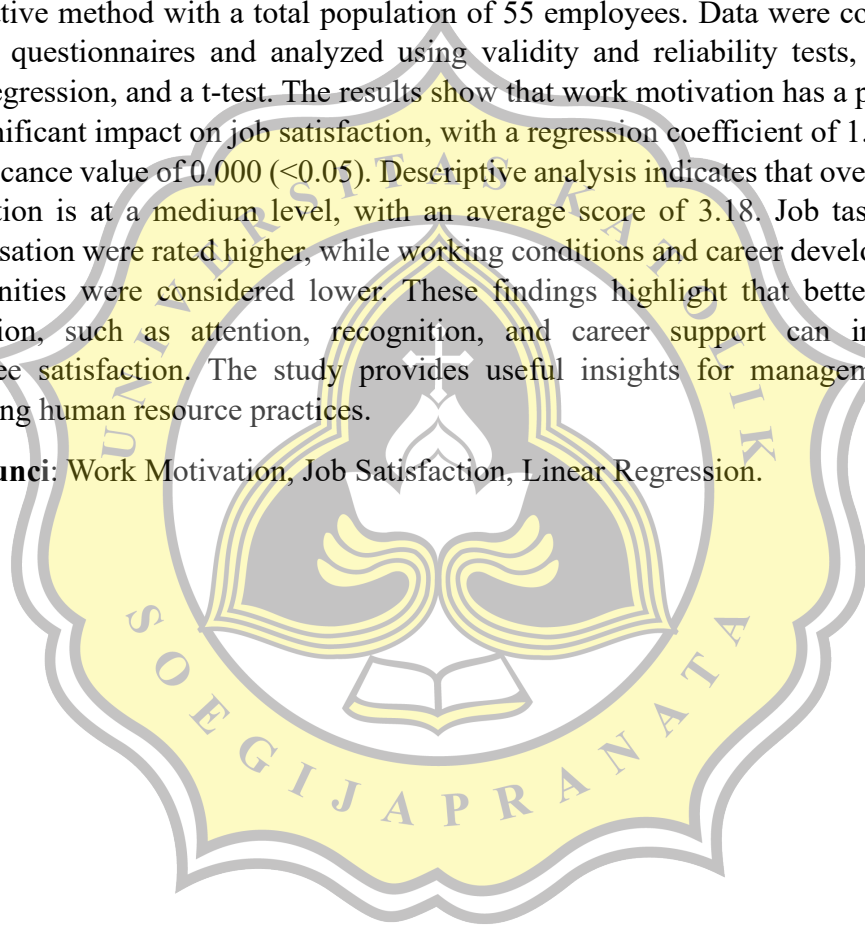 ative method with a total population of 55 employees. Data were co
questionnaires and analyzed using validity and reliability tests,
egression, and a t-test. The results show that work motivation has a p
nificant impact on job satisfaction, with a regression coefficient of 1.
cance value of 0.000 (<0.05). Descriptive analysis indicates that ove
tion is at a medium level, with an average score of 3.18. Job tas
sation were rated higher, while working conditions and career develo
nities were considered lower. These findings highlight that bette
ion, such as attention, recognition, and career support can in
ee satisfaction. The study provides useful insights for managem
ng human resource practices.
unci: Work Motivation, Job Satisfaction, Linear Regression.
UNIVERSITAS KATOLIK
SOEGIJAPRANATA